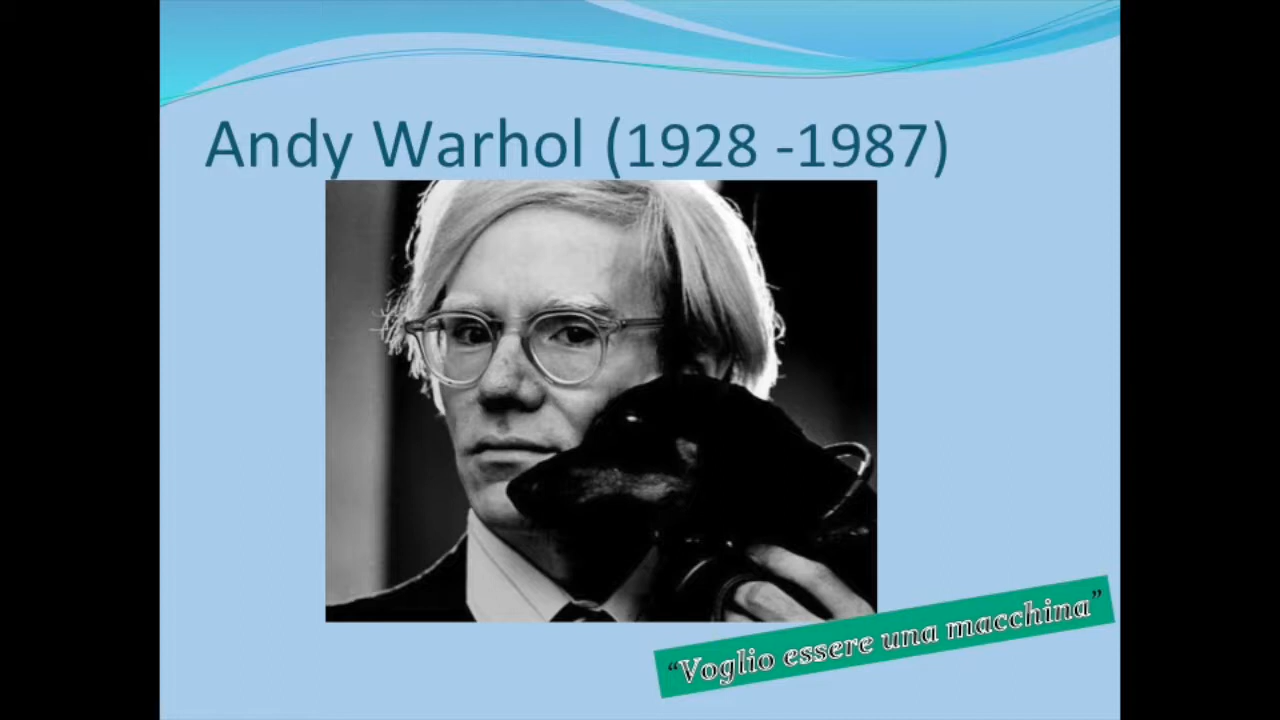 Andy Warhol (1928 -1987)
“Voglio essere una macchina”